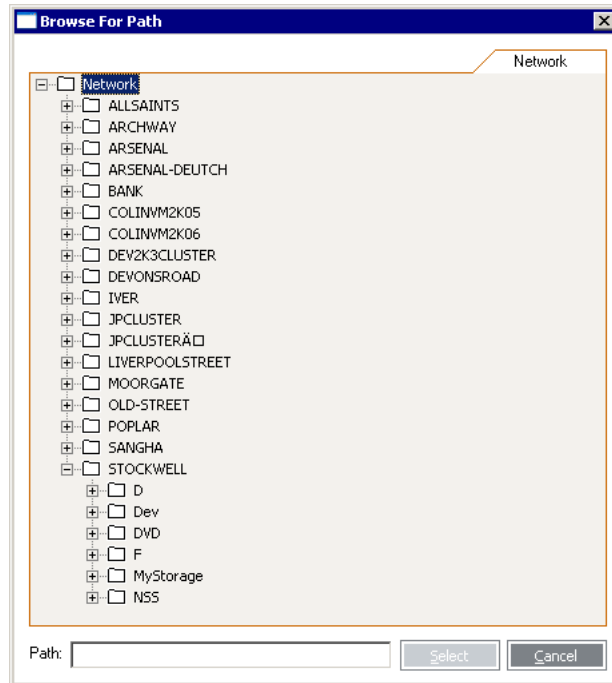 Browse For Path
Network
Network
ALLSAINTS
ARCHWAY
ARSENAL
ARSENAL-DEUTCH
BANK
COLINVM2K05
COLINVM2K06
DEV2K3CLUSTER
DEVONSROAD
IVER
JPCLUSTER
JPCLUSTERÄ□
LIVERPOOLSTREET
MOORGATE
OLD-STREET
POPLAR
SANGHA
STOCKWELL
D
Dev
DVD
F
MyStorage
NSS
Path: Select Cancel